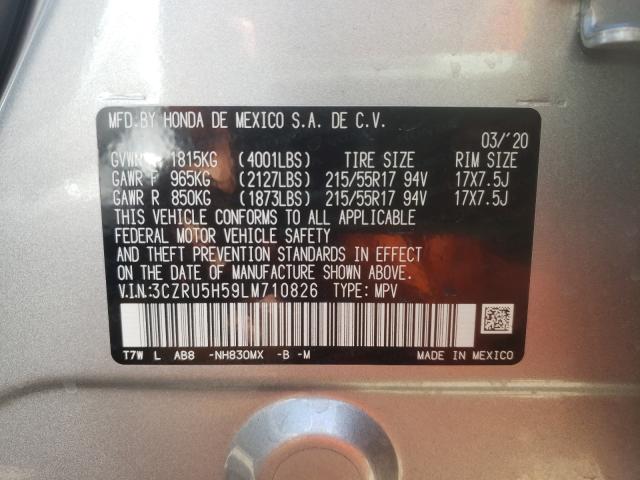 MFD. BY HONDA DE MEXICO S.A. DE C.V.
03/'20
GVWR 1815KG (4001LBS) TIRE SIZE RIM SIZE
GAWR F 965KG (2127LBS) 215/55R17 94V 17X7.5J
GAWR R 850KG (1873LBS) 215/55R17 94V 17X7.5J
THIS VEHICLE CONFORMS TO ALL APPLICABLE
FEDERAL MOTOR VEHICLE SAFETY
AND THEFT PREVENTION STANDARDS IN EFFECT
ON THE DATE OF MANUFACTURE SHOWN ABOVE.
V.I.N.:3CZRU5H59LM710826 TYPE: MPV
T7W L AB8 -NH830MX -B -M MADE IN MEXICO